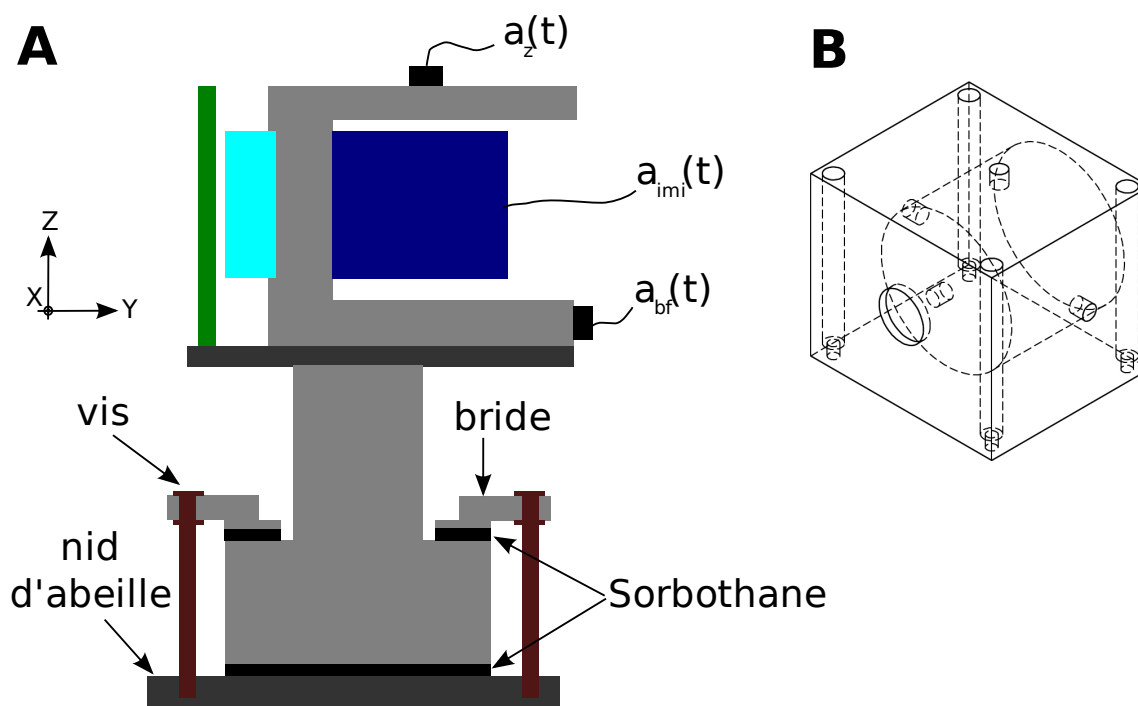 A
B
a_z(t)
a_imi(t)
Z
X
Y
a_bf(t)
vis
bride
nid
d'abeille
Sorbothane